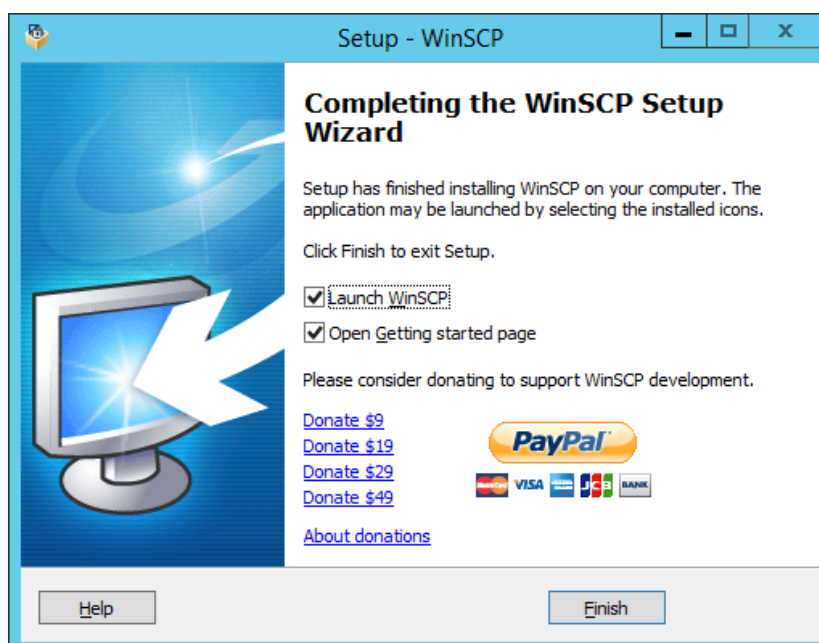 Setup - WinSCP
Completing the WinSCP Setup
Wizard
Setup has finished installing WinSCP on your computer. The
application may be launched by selecting the installed icons.
Click Finish to exit Setup.
Launch WinSCP
Open Getting started page
Please consider donating to support WinSCP development.
Donate $9
Donate $19
Donate $29
Donate $49
PayPal
VISA
JCB
BANK
About donations
Help
Finish